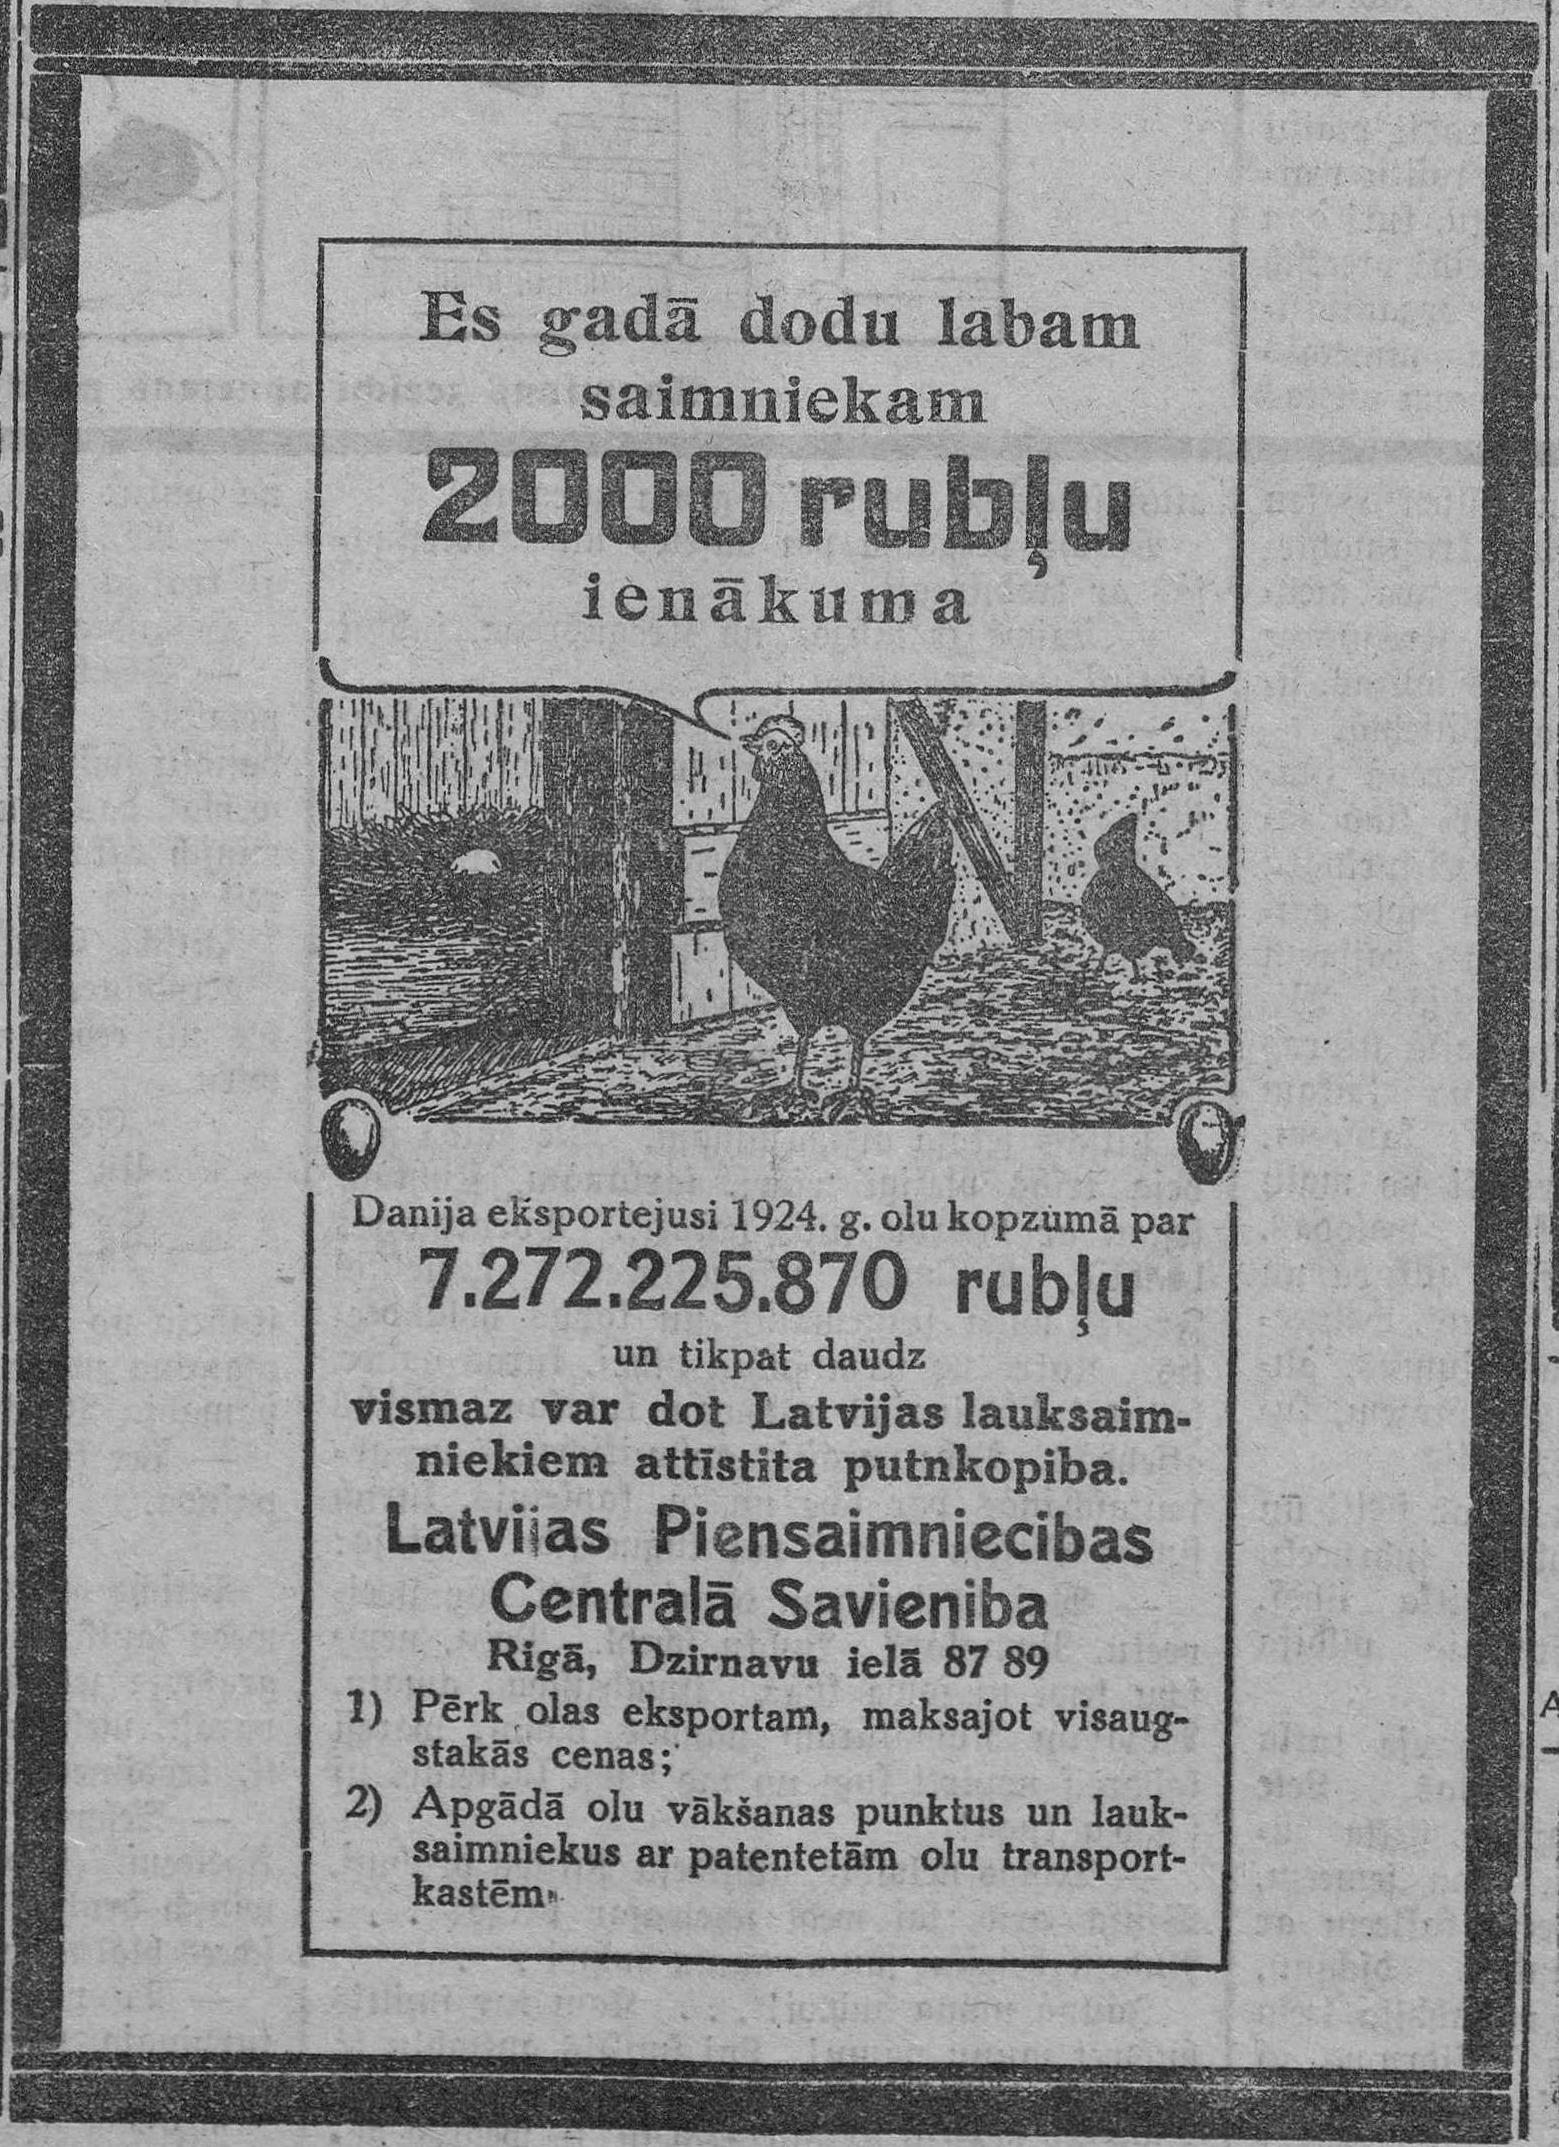 Es gadā dodu labam
saimniekam
2000 rubļu
ienākuma
Danija eksportejusi 1924. g. olu kopzumā par
7.272.225.870 rubļu
un tikpat daudz
vismaz var dot Latvijas lauksaim-
niekiem attīstita putnkopiba.
Latvijas Piensaimniecibas
Centralā Savieniba
Rigā, Dzirnavu ielā 87 89
1) Pērk olas eksportam, maksajot visaug-
stakās cenas;
2) Apgādā olu vākšanas punktus un lauk-
saimniekus ar patentetām olu transport-
kastēm.